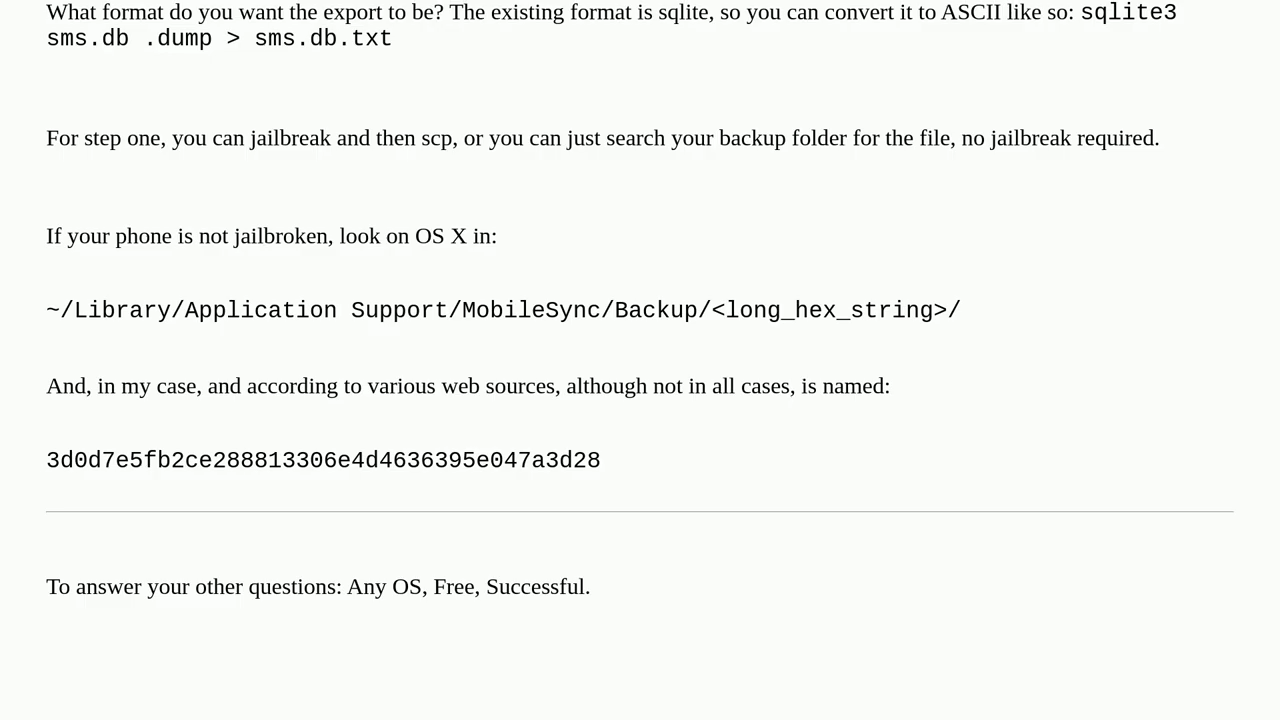 What format do you want the export to be? The existing format is sqlite, so you can convert it to ASCII like so: sqlite3
sms.db .dump > sms.db.txt
For step one, you can jailbreak and then scp, or you can just search your backup folder for the file, no jailbreak required.
If your phone is not jailbroken, look on OS X in:
~/Library/Application Support/MobileSync/Backup/<long_hex_string>/
And, in my case, and according to various web sources, although not in all cases, is named:
3d0d7e5fb2ce288813306e4d4636395e047a3d28
To answer your other questions: Any OS, Free, Successful.